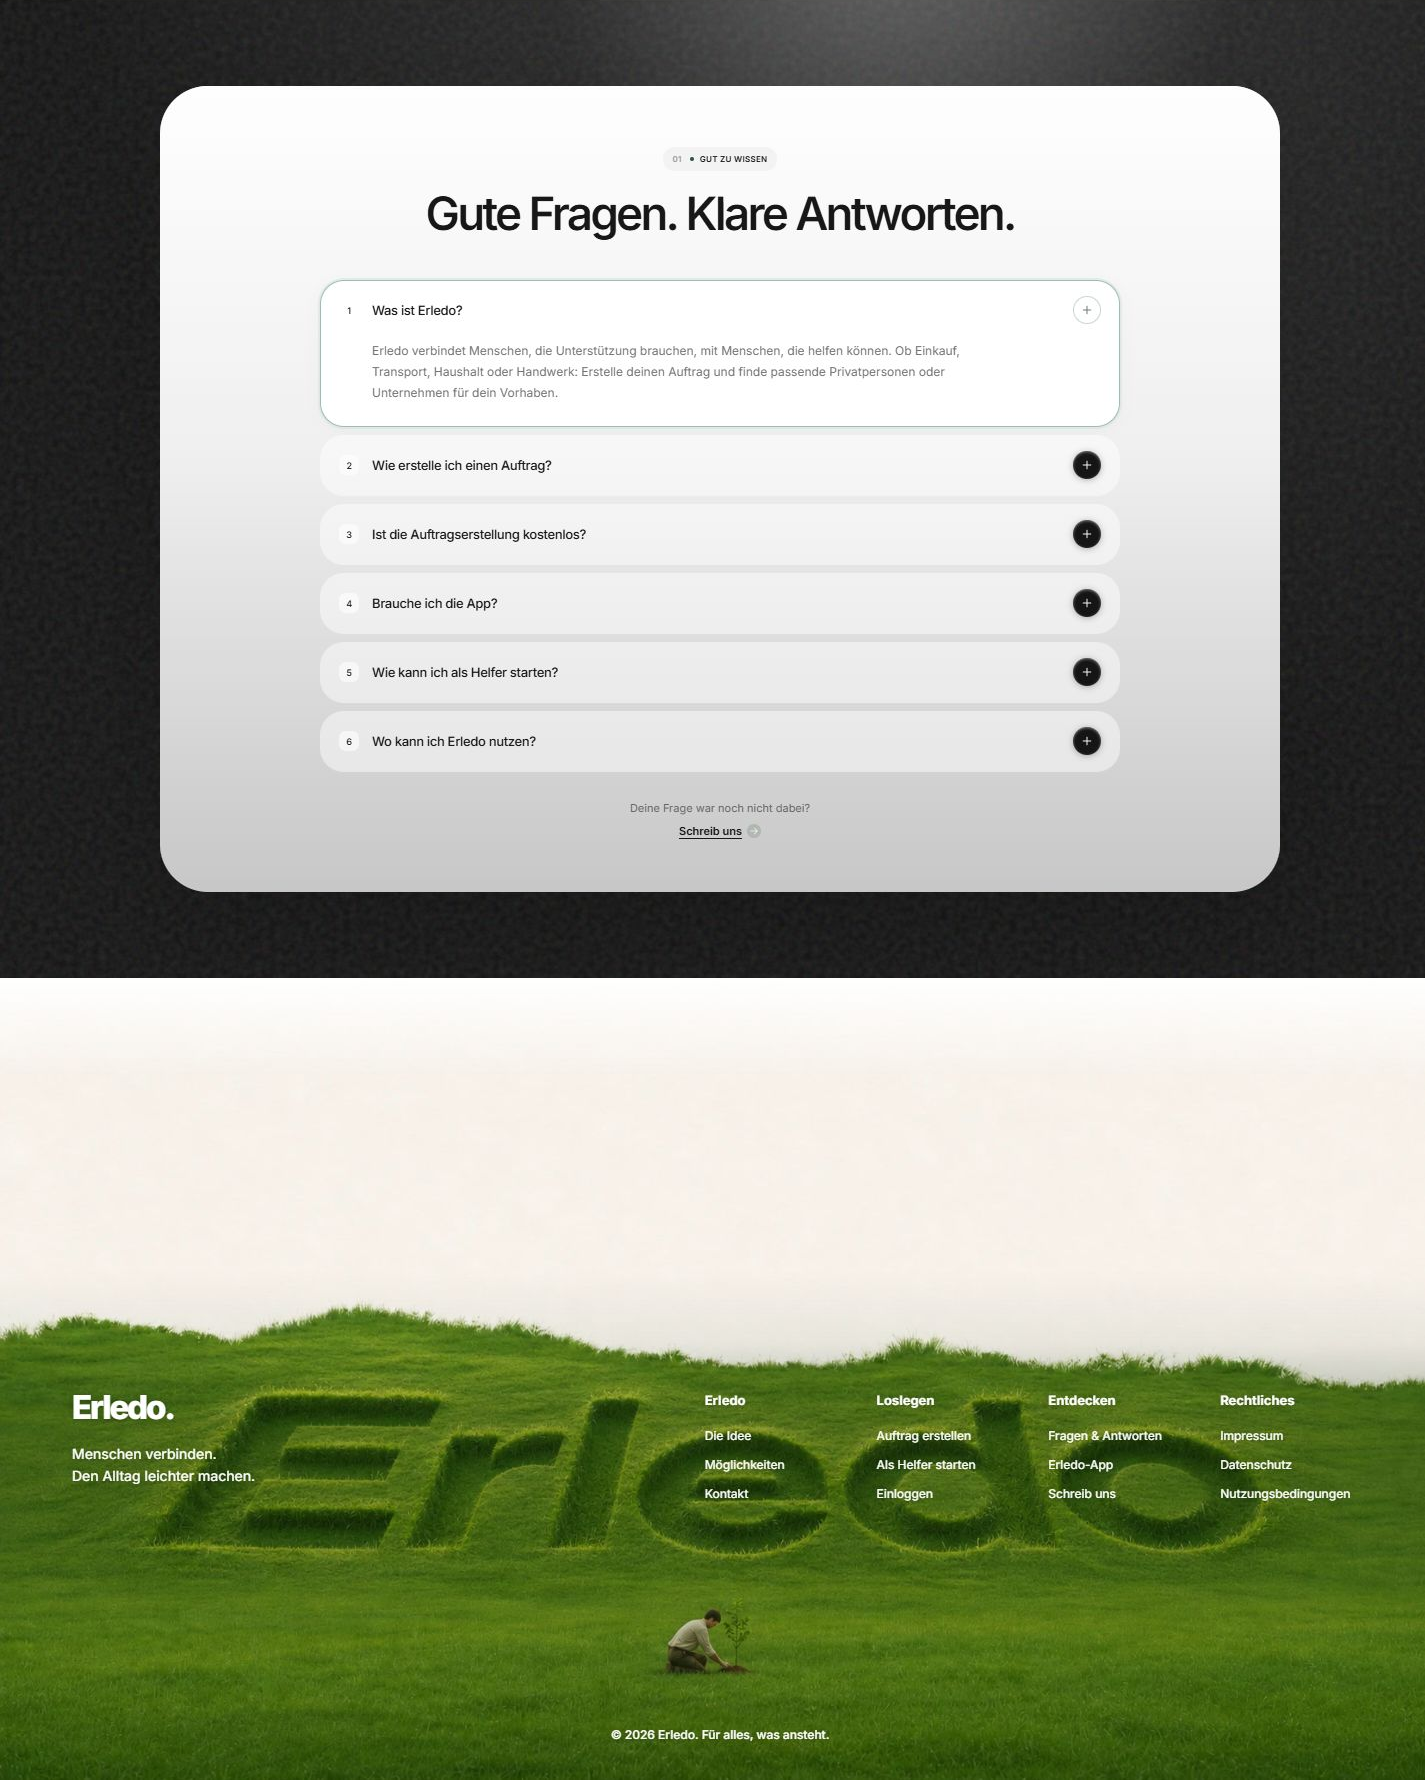 01 • GUT ZU WISSEN
Gute Fragen. Klare Antworten.
1 Was ist Erledo?
Erledo verbindet Menschen, die Unterstützung brauchen, mit Menschen, die helfen können. Ob Einkauf,
Transport, Haushalt oder Handwerk: Erstelle deinen Auftrag und finde passende Privatpersonen oder
Unternehmen für dein Vorhaben.
2 Wie erstelle ich einen Auftrag?
3 Ist die Auftragserstellung kostenlos?
4 Brauche ich die App?
5 Wie kann ich als Helfer starten?
6 Wo kann ich Erledo nutzen?
Deine Frage war noch nicht dabei?
Schreib uns
Erledo.
Menschen verbinden.
Den Alltag leichter machen.
Erledo
Die Idee
Möglichkeiten
Kontakt
Loslegen
Auftrag erstellen
Als Helfer starten
Einloggen
Entdecken
Fragen & Antworten
Erledo-App
Schreib uns
Rechtliches
Impressum
Datenschutz
Nutzungsbedingungen
Erledo
© 2026 Erledo. Für alles, was ansteht.